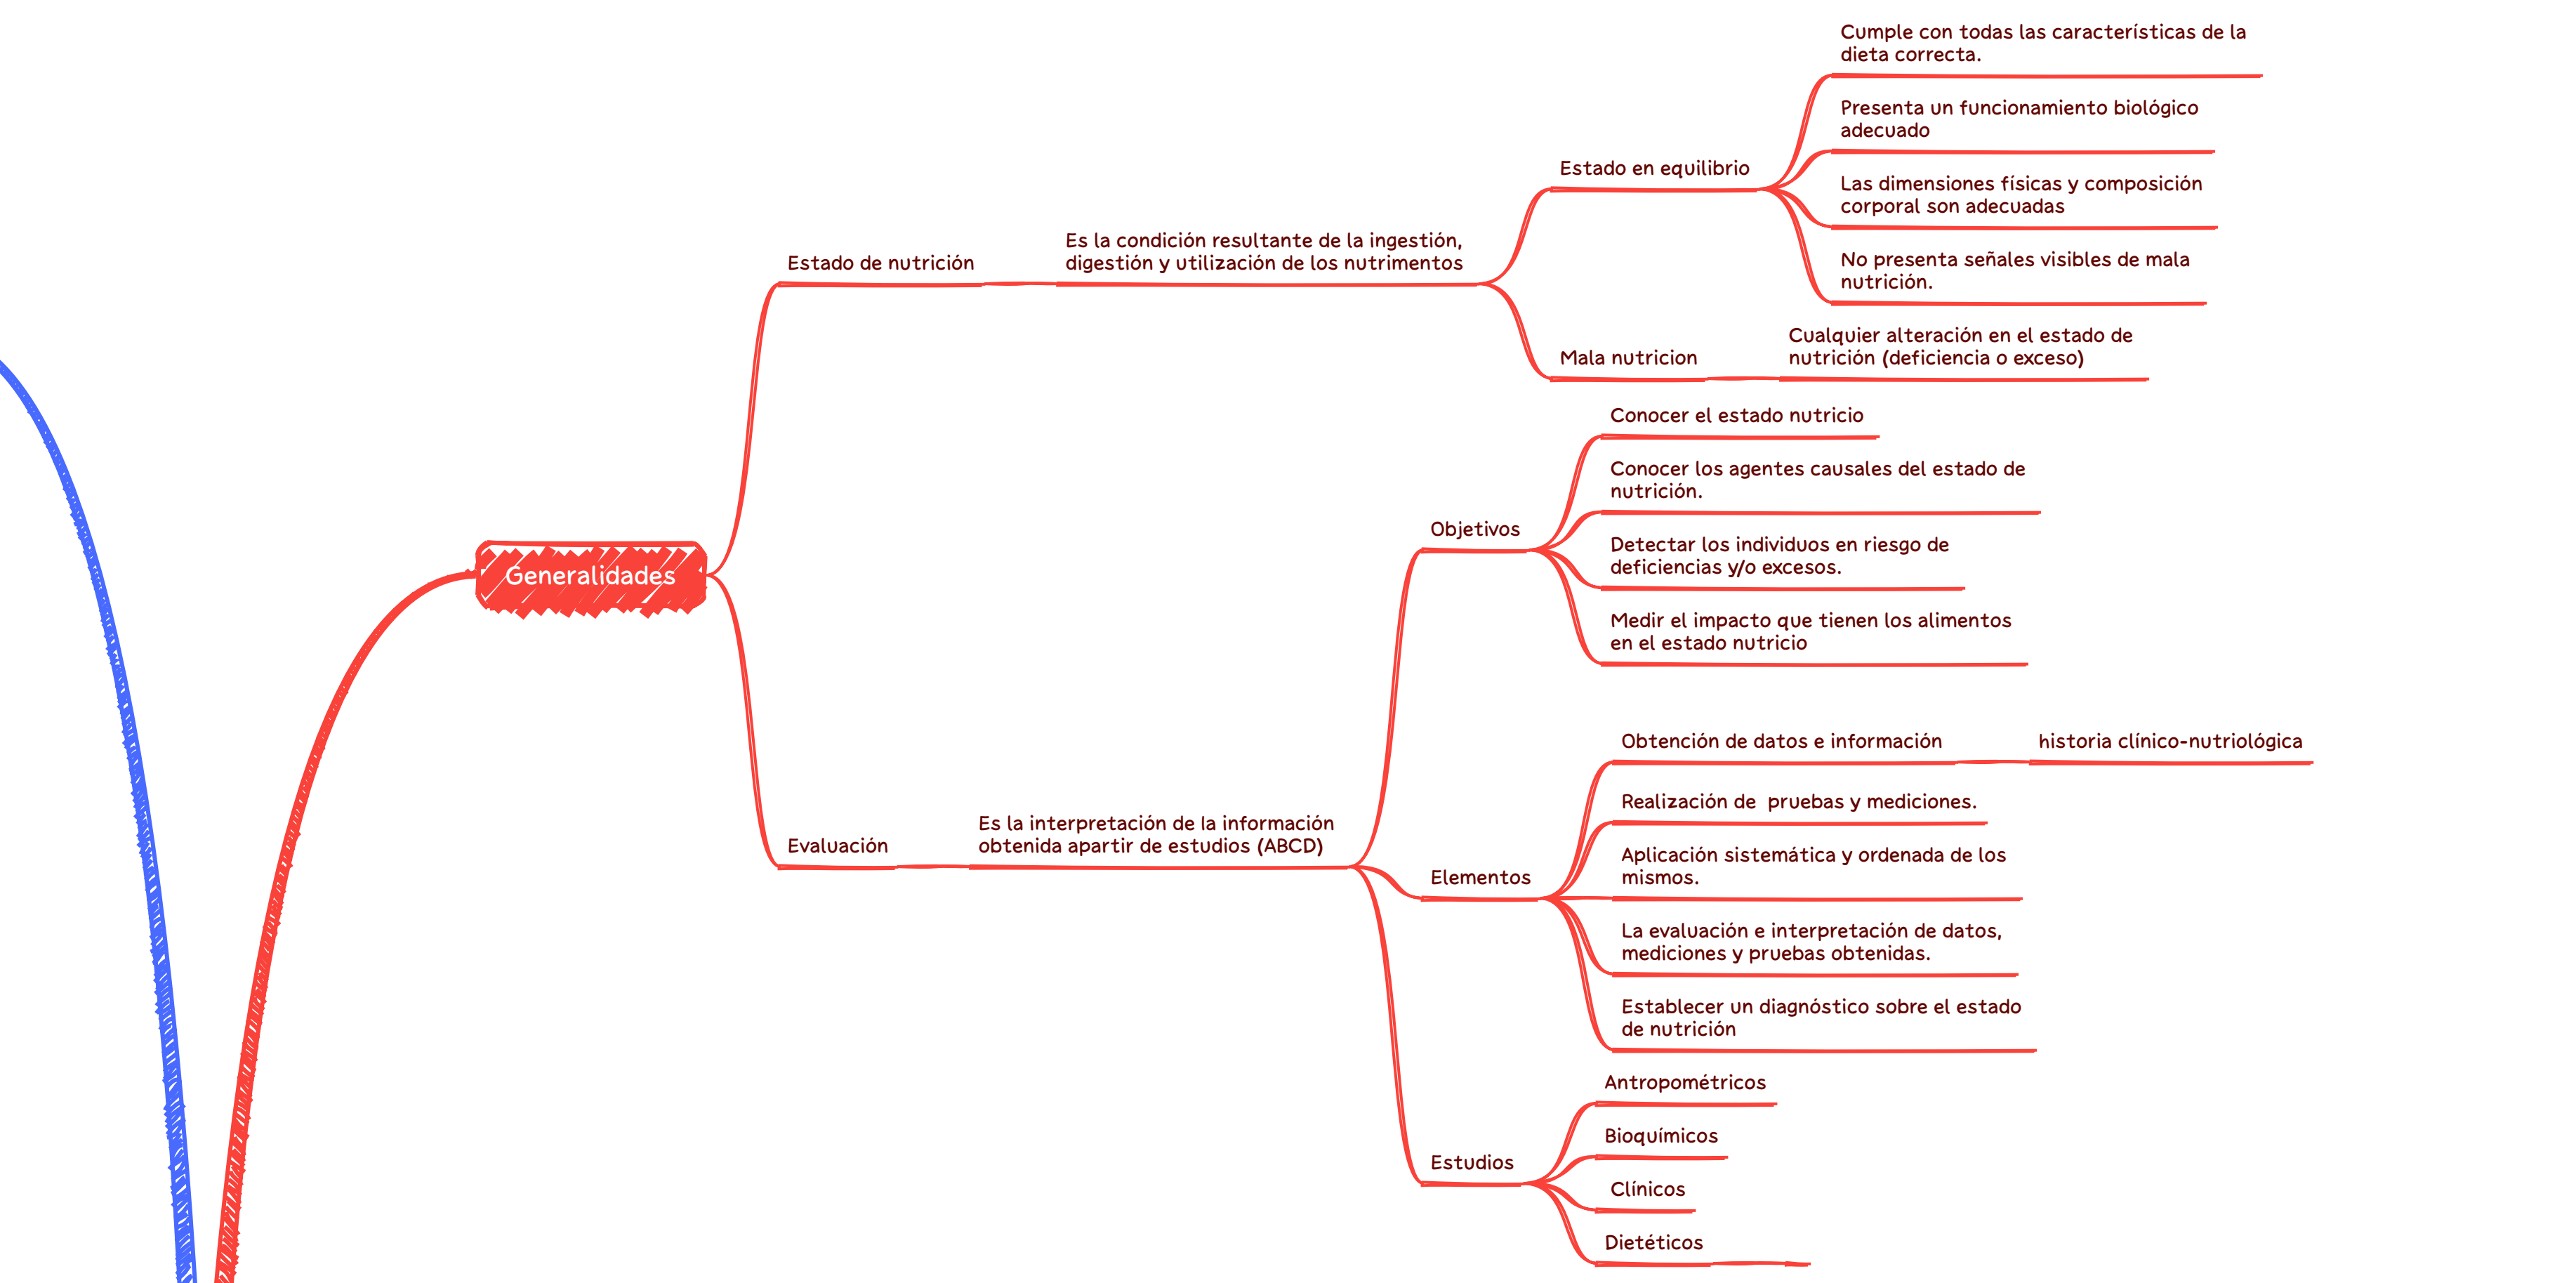 Generalidades
Estado de nutrición
Es la condición resultante de la ingestión,
digestión y utilización de los nutrimentos
Estado en equilibrio
Cumple con todas las características de la
dieta correcta.
Presenta un funcionamiento biológico
adecuado
Las dimensiones físicas y composición
corporal son adecuadas
No presenta señales visibles de mala
nutrición.
Mala nutricion
Cualquier alteración en el estado de
nutrición (deficiencia o exceso)
Evaluación
Es la interpretación de la información
obtenida apartir de estudios (ABCD)
Objetivos
Conocer el estado nutricio
Conocer los agentes causales del estado de
nutrición.
Detectar los individuos en riesgo de
deficiencias y/o excesos.
Medir el impacto que tienen los alimentos
en el estado nutricio
Elementos
Obtención de datos e información
historia clínico-nutriológica
Realización de  pruebas y mediciones.
Aplicación sistemática y ordenada de los
mismos.
La evaluación e interpretación de datos,
mediciones y pruebas obtenidas.
Establecer un diagnóstico sobre el estado
de nutrición
Estudios
Antropométricos
Bioquímicos
Clínicos
Dietéticos